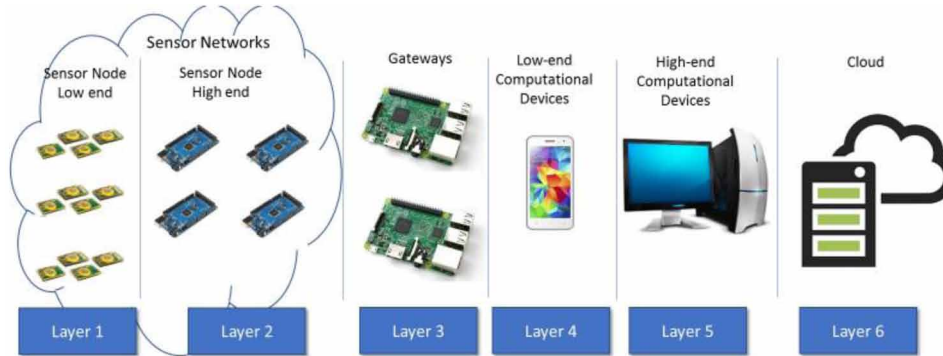 Sensor Networks
Sensor Node
Low end
Sensor Node
High end
Gateways
Low-end
Computational
Devices
High-end
Computational
Devices
Cloud
Layer 1
Layer 2
Layer 3
Layer 4
Layer 5
Layer 6